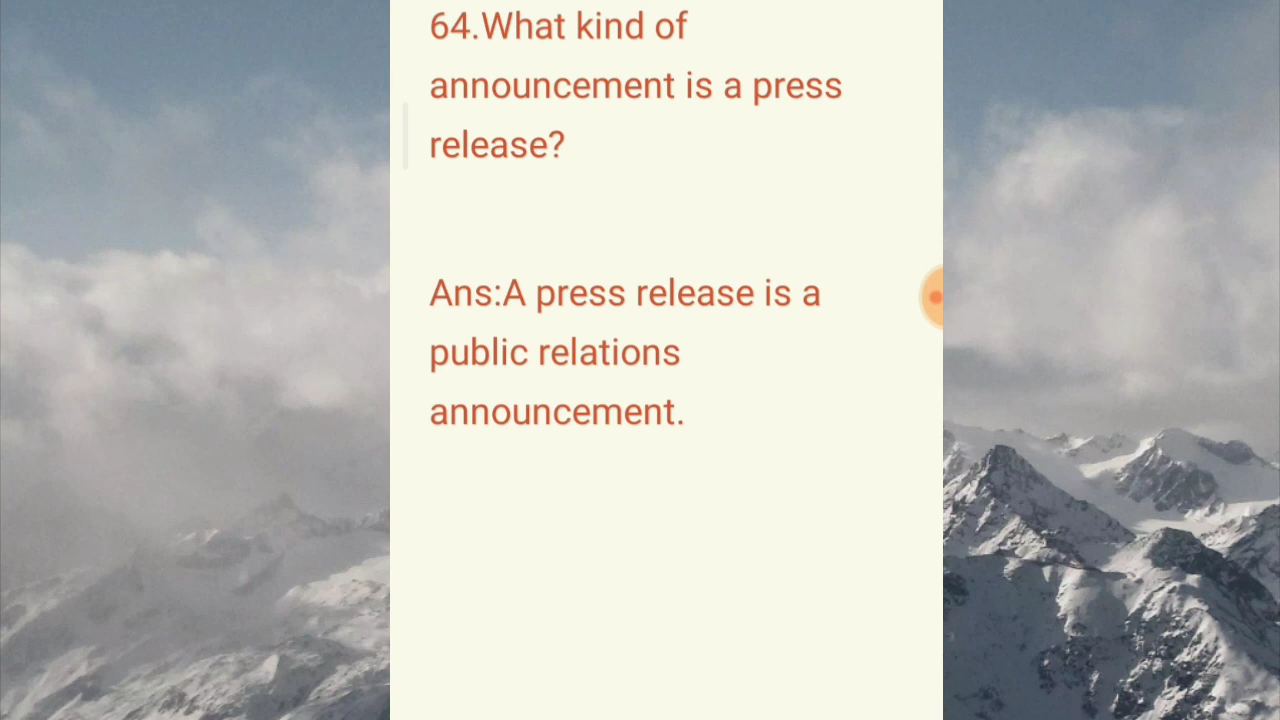 64.What kind of
announcement is a press
release?
Ans:A press release is a
public relations
announcement.